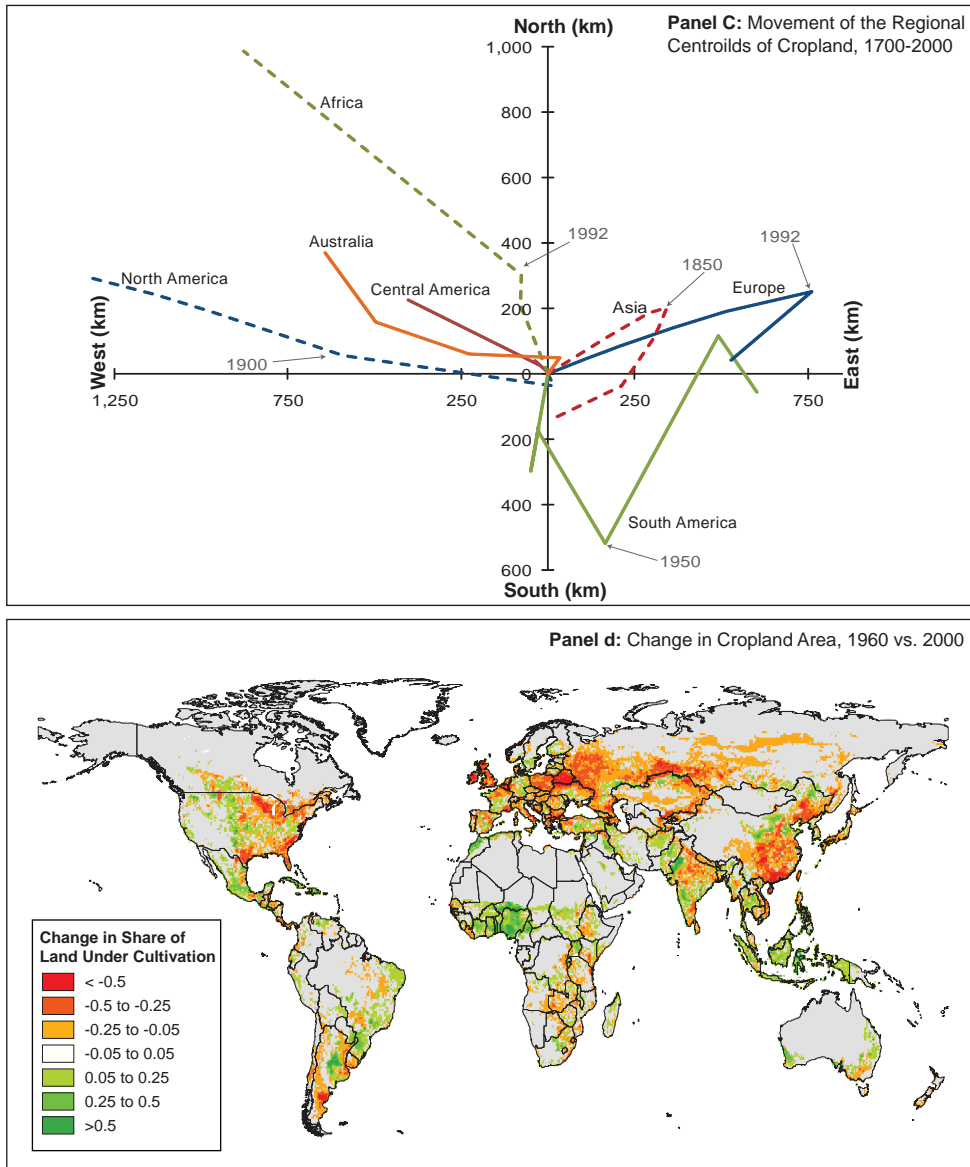 North (km)
Panel C: Movement of the Regional
Centroilds of Cropland, 1700-2000
1,000
800
600
400
200
0
200
400
600
South (km)
West (km)
East (km)
1,250
750
250
250
750
Africa
Australia
North America
Central America
Asia
Europe
South America
1992
1992
1850
1900
1950
Panel d: Change in Cropland Area, 1960 vs. 2000
Change in Share of
Land Under Cultivation
< -0.5
-0.5 to -0.25
-0.25 to -0.05
-0.05 to 0.05
0.05 to 0.25
0.25 to 0.5
>0.5